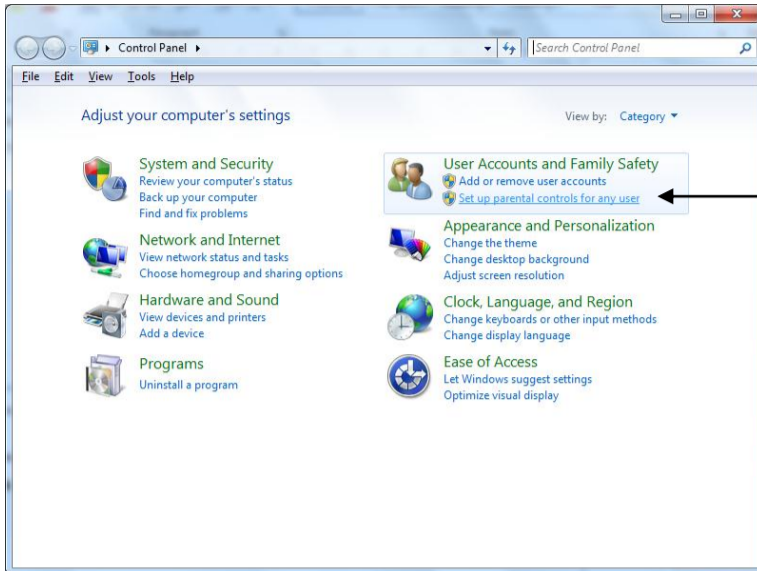 Control Panel
Search Control Panel
File Edit View Tools Help
Adjust your computer's settings
View by: Category
System and Security
Review your computer's status
Back up your computer
Find and fix problems
Network and Internet
View network status and tasks
Choose homegroup and sharing options
Hardware and Sound
View devices and printers
Add a device
Programs
Uninstall a program
User Accounts and Family Safety
Add or remove user accounts
Set up parental controls for any user
Appearance and Personalization
Change the theme
Change desktop background
Adjust screen resolution
Clock, Language, and Region
Change keyboards or other input methods
Change display language
Ease of Access
Let Windows suggest settings
Optimize visual display